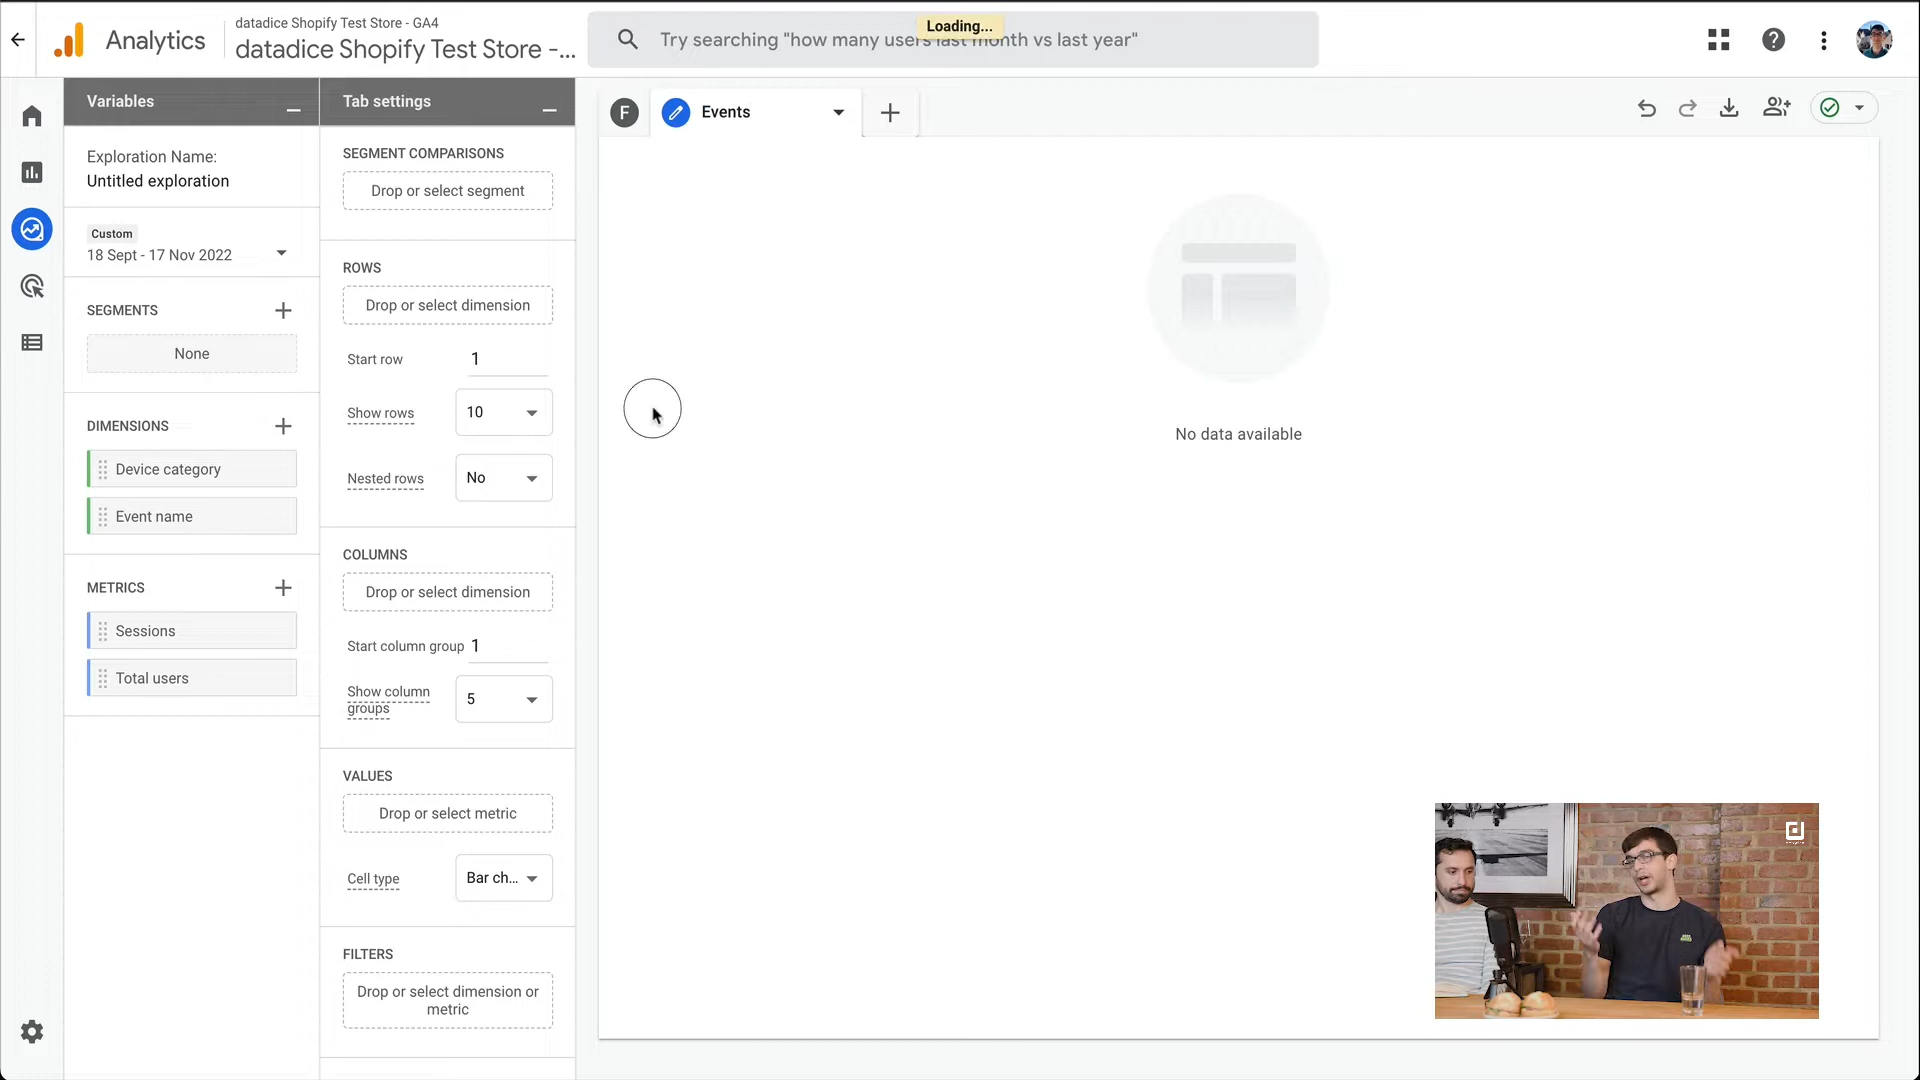 datadice Shopify Test Store - GA4
Analytics
datadice Shopify Test Store -...
Try searching "how many users last month vs last year"
Loading...
Variables
Tab settings
F
Events
Exploration Name:
Untitled exploration
Custom
18 Sept - 17 Nov 2022
SEGMENTS
None
DIMENSIONS
Device category
Event name
METRICS
Sessions
Total users
SEGMENT COMPARISONS
Drop or select segment
ROWS
Drop or select dimension
Start row 1
Show rows 10
Nested rows No
COLUMNS
Drop or select dimension
Start column group 1
Show column
groups
5
VALUES
Drop or select metric
Cell type Bar ch...
FILTERS
Drop or select dimension or
metric
No data available